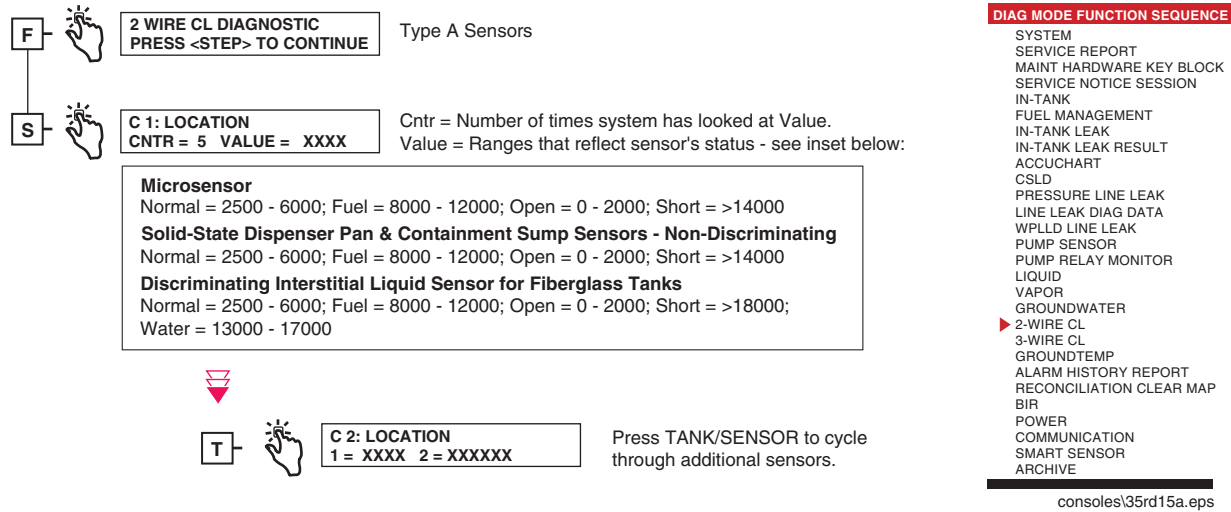 F
2 WIRE CL DIAGNOSTIC
PRESS <STEP> TO CONTINUE
Type A Sensors
S
C 1: LOCATION
CNTR = 5 VALUE = XXXX
Cntr = Number of times system has looked at Value.
Value = Ranges that reflect sensor's status - see inset below:
Microsensor
Normal = 2500 - 6000; Fuel = 8000 - 12000; Open = 0 - 2000; Short = >14000
Solid-State Dispenser Pan & Containment Sump Sensors - Non-Discriminating
Normal = 2500 - 6000; Fuel = 8000 - 12000; Open = 0 - 2000; Short = >14000
Discriminating Interstitial Liquid Sensor for Fiberglass Tanks
Normal = 2500 - 6000; Fuel = 8000 - 12000; Open = 0 - 2000; Short = >18000;
Water = 13000 - 17000
T
C 2: LOCATION
1 = XXXX 2 = XXXXXX
Press TANK/SENSOR to cycle
through additional sensors.
DIAG MODE FUNCTION SEQUENCE
SYSTEM
SERVICE REPORT
MAINT HARDWARE KEY BLOCK
SERVICE NOTICE SESSION
IN-TANK
FUEL MANAGEMENT
IN-TANK LEAK
IN-TANK LEAK RESULT
ACCUCHART
CSLD
PRESSURE LINE LEAK
LINE LEAK DIAG DATA
WPLLD LINE LEAK
PUMP SENSOR
PUMP RELAY MONITOR
LIQUID
VAPOR
GROUNDWATER
2-WIRE CL
3-WIRE CL
GROUNDTEMP
ALARM HISTORY REPORT
RECONCILIATION CLEAR MAP
BIR
POWER
COMMUNICATION
SMART SENSOR
ARCHIVE
consoles\35rd15a.eps